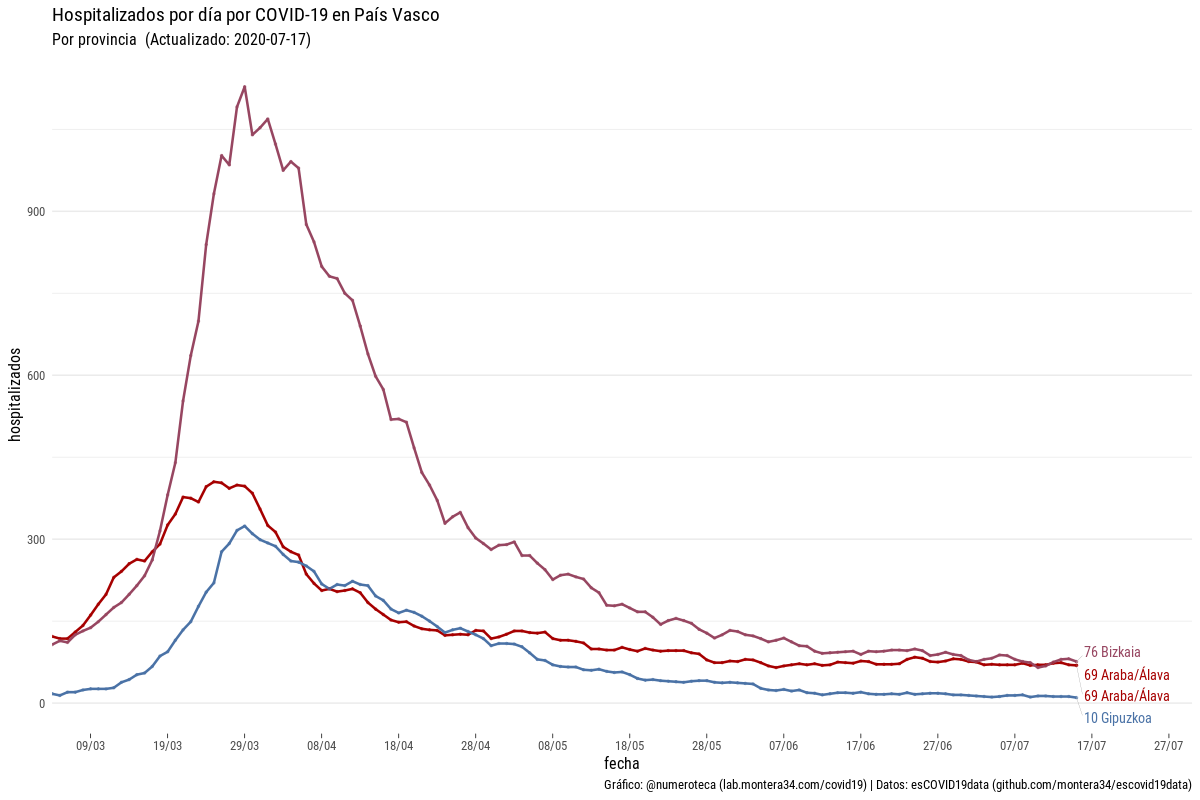 Hospitalizados por día por COVID-19 en País Vasco
Por provincia (Actualizado: 2020-07-17)
hospitalizados
900
600
300
0
76 Bizkaia
69 Araba/Álava
69 Araba/Álava
10 Gipuzkoa
09/03 19/03 29/03 08/04 18/04 28/04 08/05 18/05 28/05 07/06 17/06 27/06 07/07 17/07 27/07
fecha
Gráfico: @numeroteca (lab.montera34.com/covid19) | Datos: esCOVID19data (github.com/montera34/escovid19data)